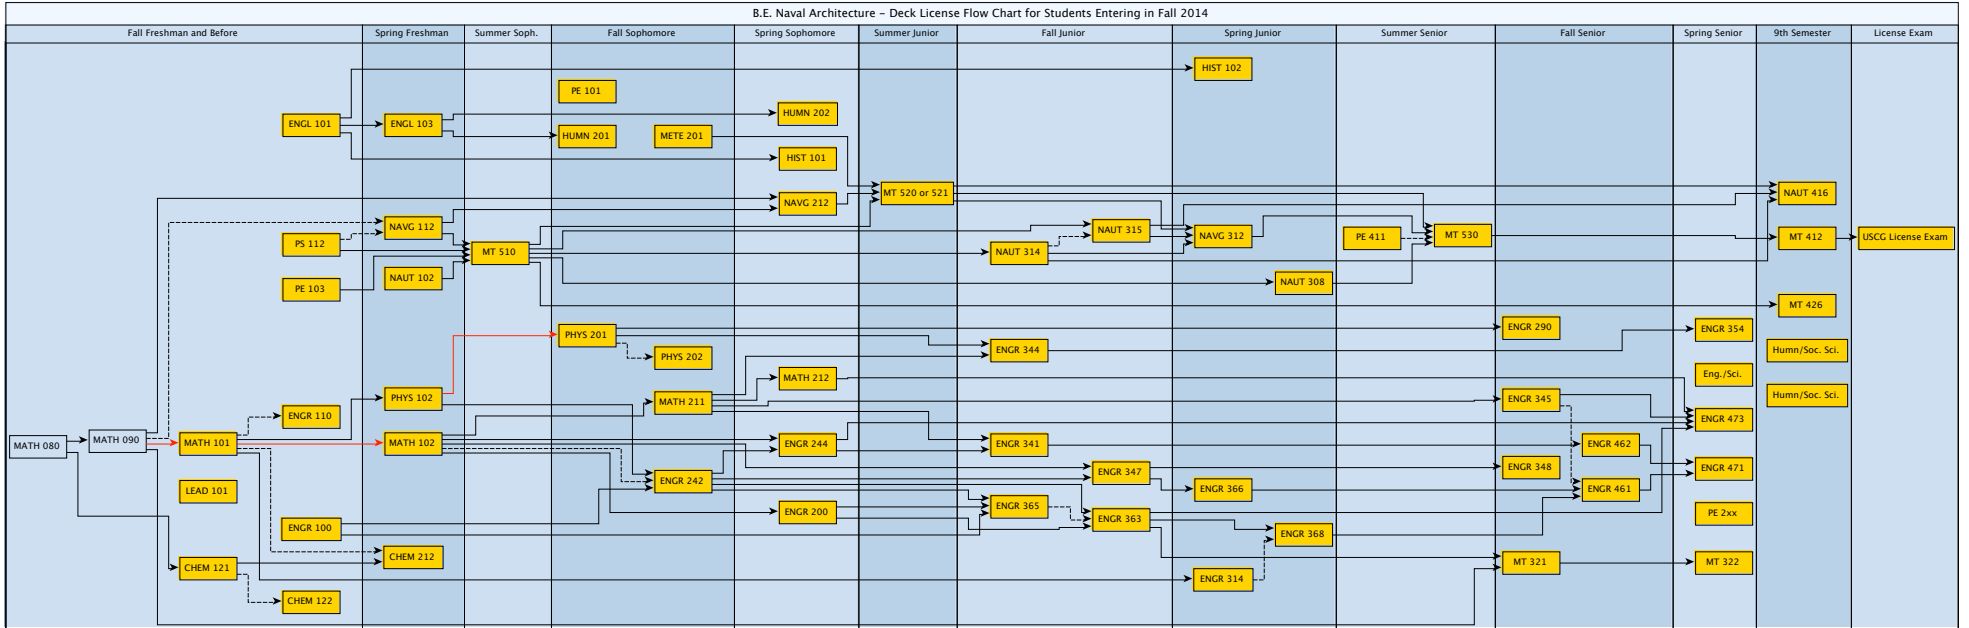 B.E. Naval Architecture – Deck License Flow Chart for Students Entering in Fall 2014
Fall Freshman and Before
Spring Freshman
Summer Soph.
Fall Sophomore
Spring Sophomore
Summer Junior
Fall Junior
Spring Junior
Summer Senior
Fall Senior
Spring Senior
9th Semester
License Exam
MATH 080
MATH 090
MATH 101
LEAD 101
CHEM 121
ENGL 101
PS 112
PE 103
ENGR 110
ENGR 100
CHEM 122
ENGL 103
NAVG 112
NAUT 102
PHYS 102
MATH 102
CHEM 212
MT 510
PE 101
HUMN 201
PHYS 201
METE 201
PHYS 202
MATH 211
ENGR 242
HUMN 202
HIST 101
NAVG 212
MATH 212
ENGR 244
ENGR 200
MT 520 or 521
NAUT 314
ENGR 344
ENGR 341
ENGR 365
NAUT 315
ENGR 347
ENGR 363
HIST 102
NAVG 312
ENGR 366
ENGR 314
NAUT 308
ENGR 368
PE 411
MT 530
ENGR 290
ENGR 345
ENGR 348
MT 321
ENGR 462
ENGR 461
ENGR 354
Eng./Sci.
ENGR 473
ENGR 471
PE 2xx
MT 322
NAUT 416
MT 412
MT 426
Humn/Soc. Sci.
Humn/Soc. Sci.
USCG License Exam